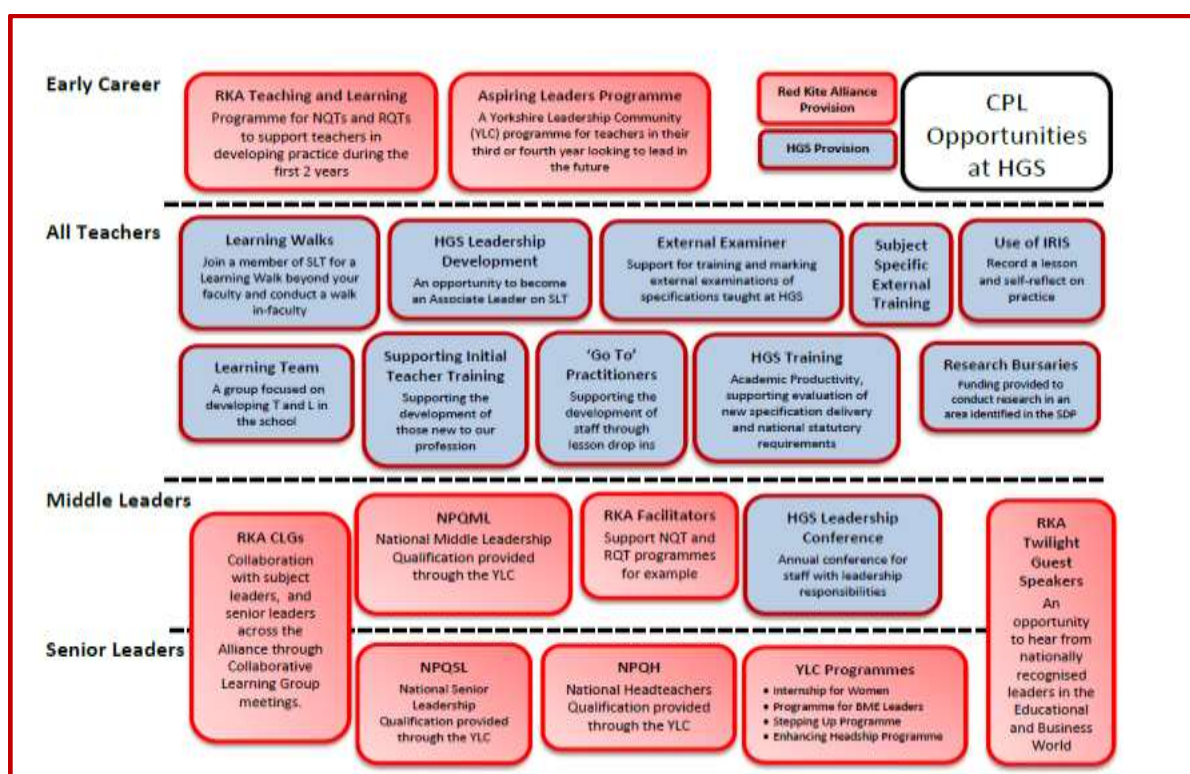 Early Career
RKA Teaching and Learning
Programme for NQTs and RQTs
to support teachers in
developing practice during the
first 2 years
Aspiring Leaders Programme
A Yorkshire Leadership Community
(YLC) programme for teachers in their
third or fourth year looking to lead in
the future
Red Kite Alliance
Provision
HGS Provision
CPL
Opportunities
at HGS
All Teachers
Learning Walks
Join a member of SLT for a
Learning Walk beyond your
faculty and conduct a walk
in-faculty
HGS Leadership
Development
An opportunity to become
an Associate Leader on SLT
External Examiner
Support for training and marking
external examinations of
specifications taught at HGS
Subject
Specific
External
Training
Use of IRIS
Record a lesson
and self-reflect on
practice
Learning Team
A group focused on
developing T and L in
the school
Supporting Initial
Teacher Training
Supporting the
development of
those new to our
profession
'Go To'
Practitioners
Supporting the
development of
staff through
lesson drop ins
HGS Training
Academic Productivity,
supporting evaluation of
new specification delivery
and national statutory
requirements
Research Bursaries
Funding provided to
conduct research in an
area identified in the SDP
Middle Leaders
RKA CLGs
Collaboration
with subject
leaders, and
senior leaders
across the
Alliance through
Collaborative
Learning Group
meetings.
NPQML
National Middle Leadership
Qualification provided
through the YLC
RKA Facilitators
Support NQT and
RQT programmes
for example
HGS Leadership
Conference
Annual conference for
staff with leadership
responsibilities
RKA
Twilight
Guest
Speakers
An
opportunity
to hear from
nationally
recognised
leaders in the
Educational
and Business
World
Senior Leaders
NPQSL
National Senior
Leadership
Qualification provided
through the YLC
NPQH
National Headteachers
Qualification provided
through the YLC
YLC Programmes
• Internship for Women
• Programme for BME Leaders
• Stepping Up Programme
• Enhancing Headship Programme